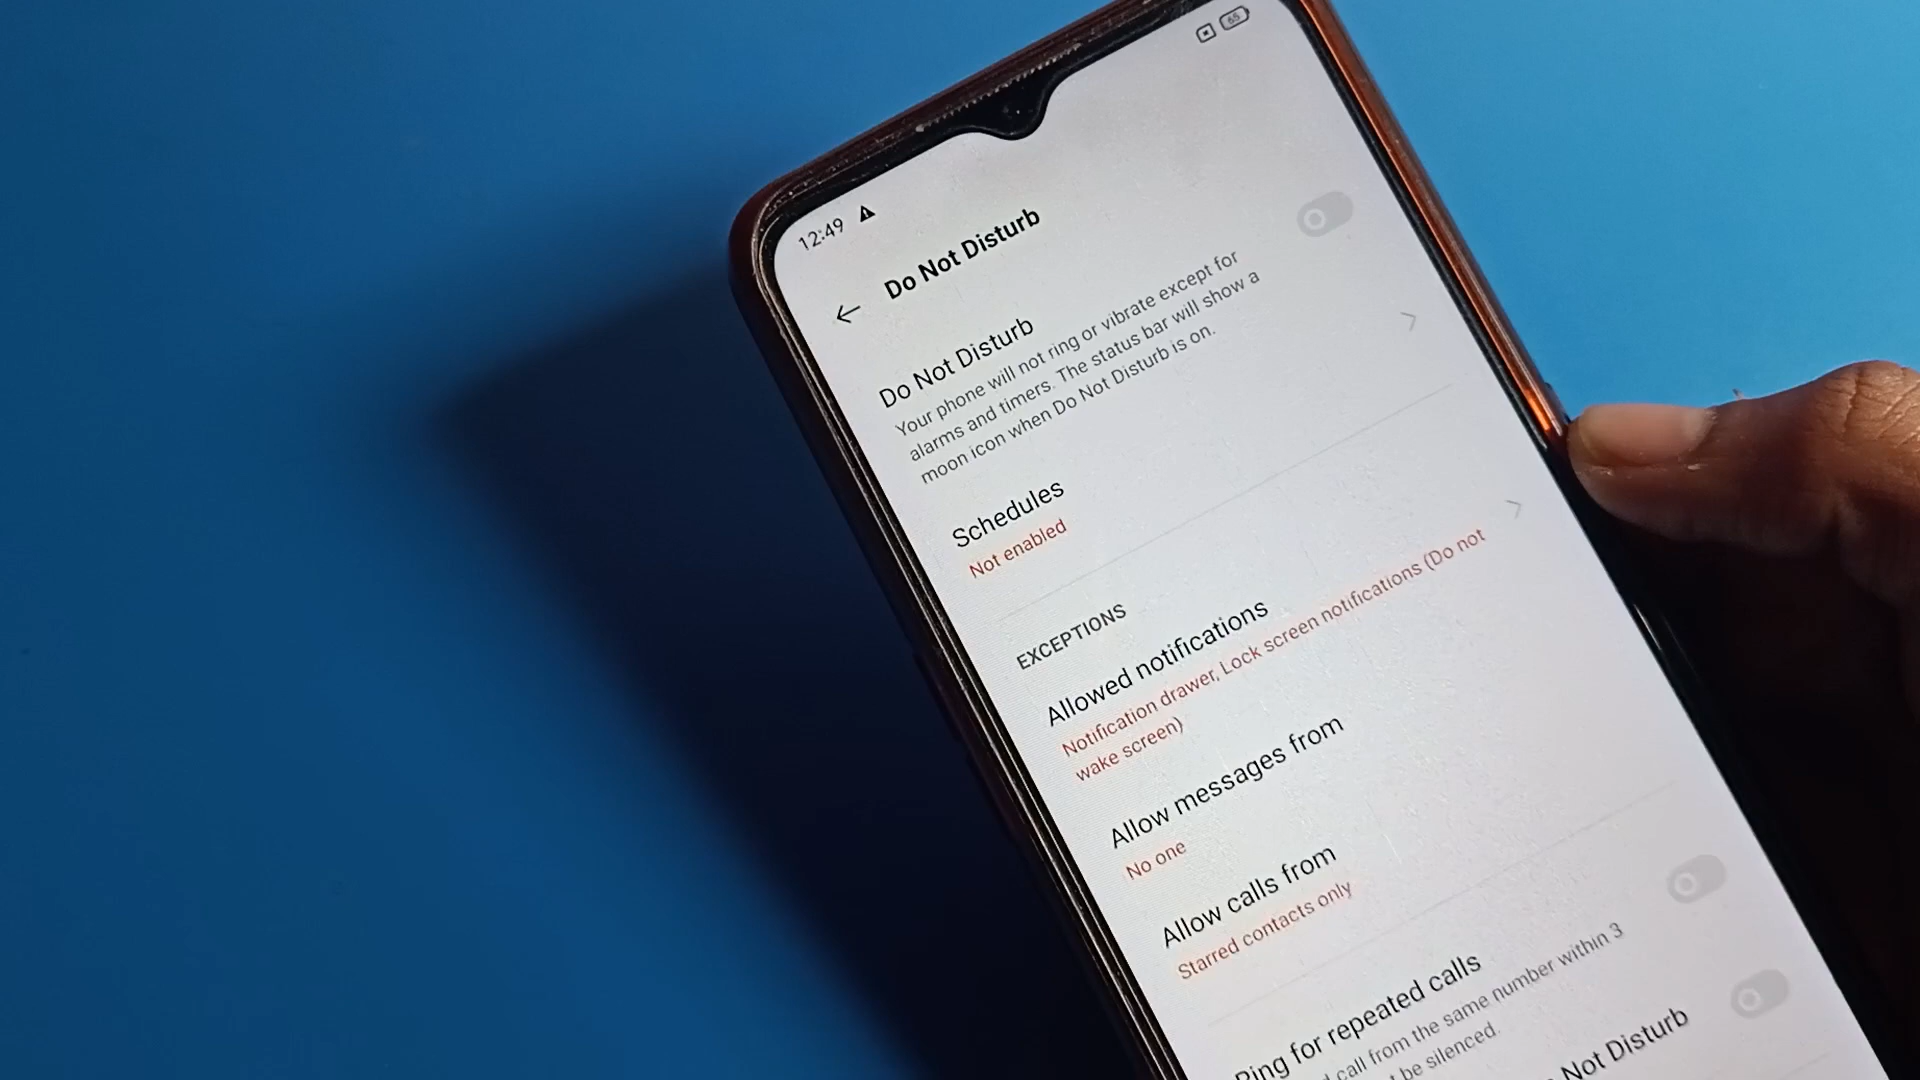 65
12:49
Do Not Disturb
Do Not Disturb
Your phone will not ring or vibrate except for
alarms and timers. The status bar will show a
moon icon when Do Not Disturb is on.
Schedules
Not enabled
EXCEPTIONS
Allowed notifications
Notification drawer, Lock screen notifications (Do not
wake screen)
Allow messages from
No one
Allow calls from
Starred contacts only
Ring for repeated calls
call from the same number within 3
be silenced.
Not Disturb